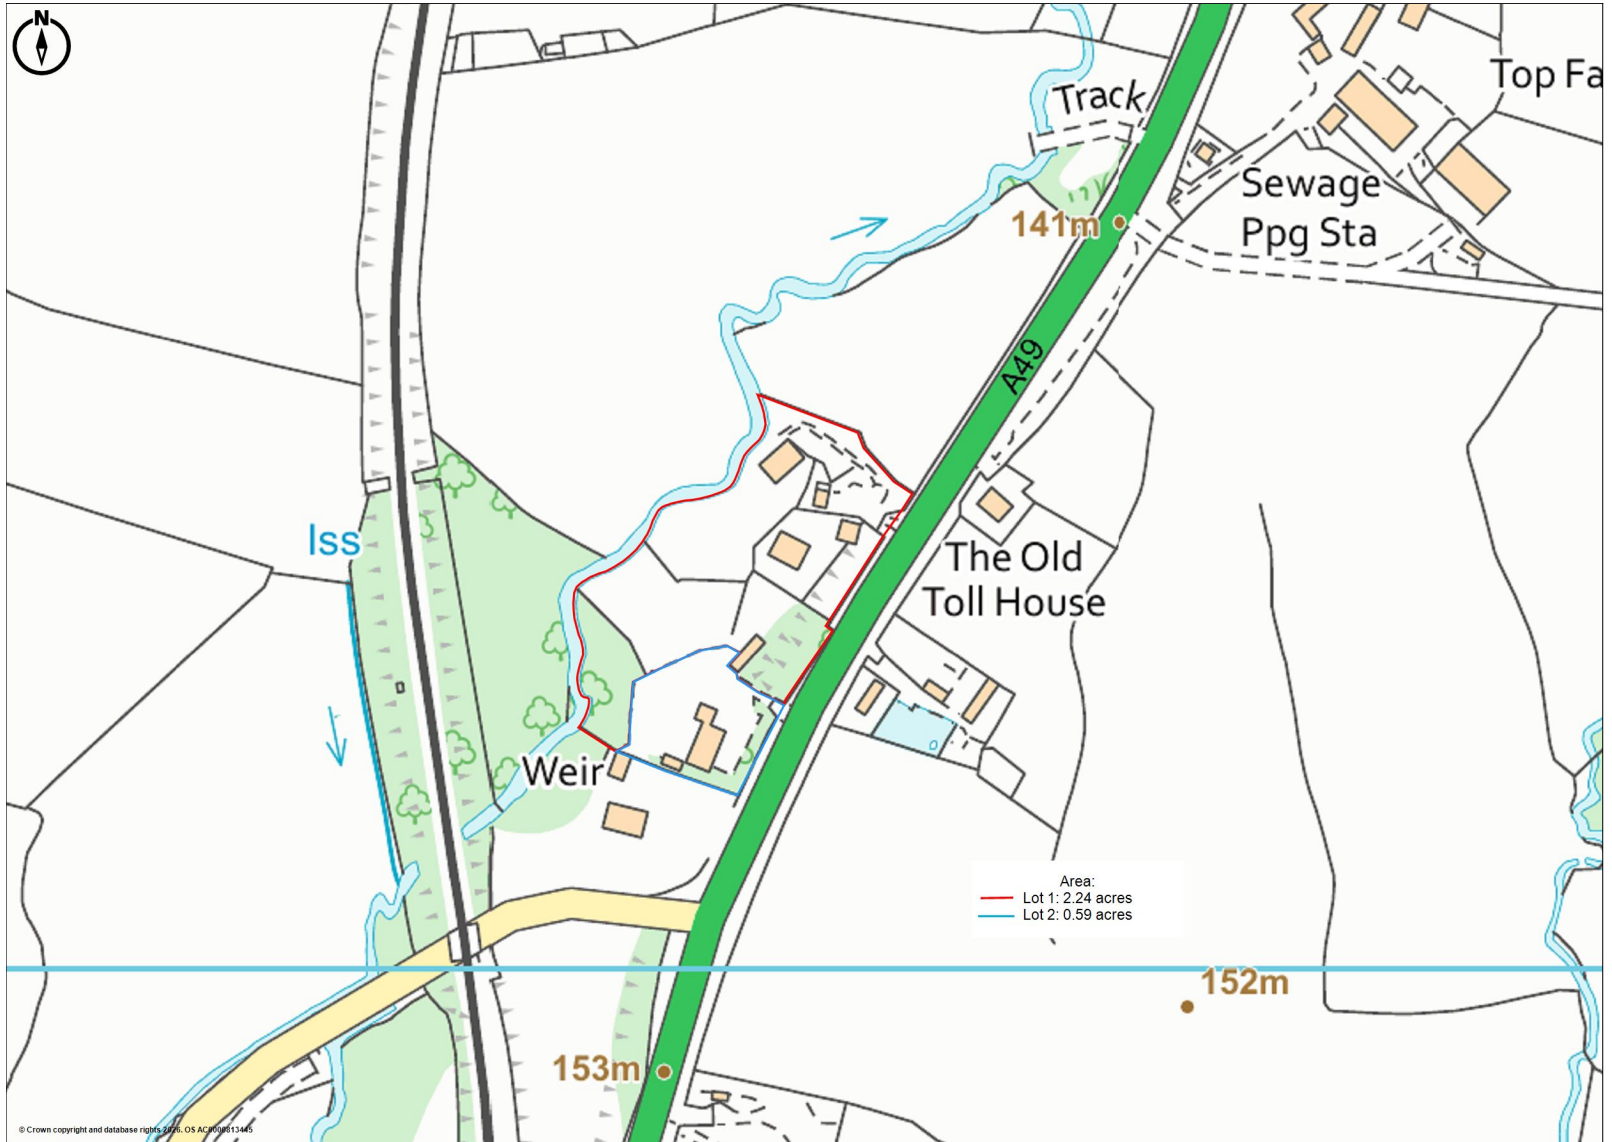 N
Track
Top Fa
Sewage
Ppg Sta
141m
A49
Iss
The Old
Toll House
Weir
Area:
Lot 1: 2.24 acres
Lot 2: 0.59 acres
152m
153m
© Crown copyright and database rights 2026. OS AC0000813445